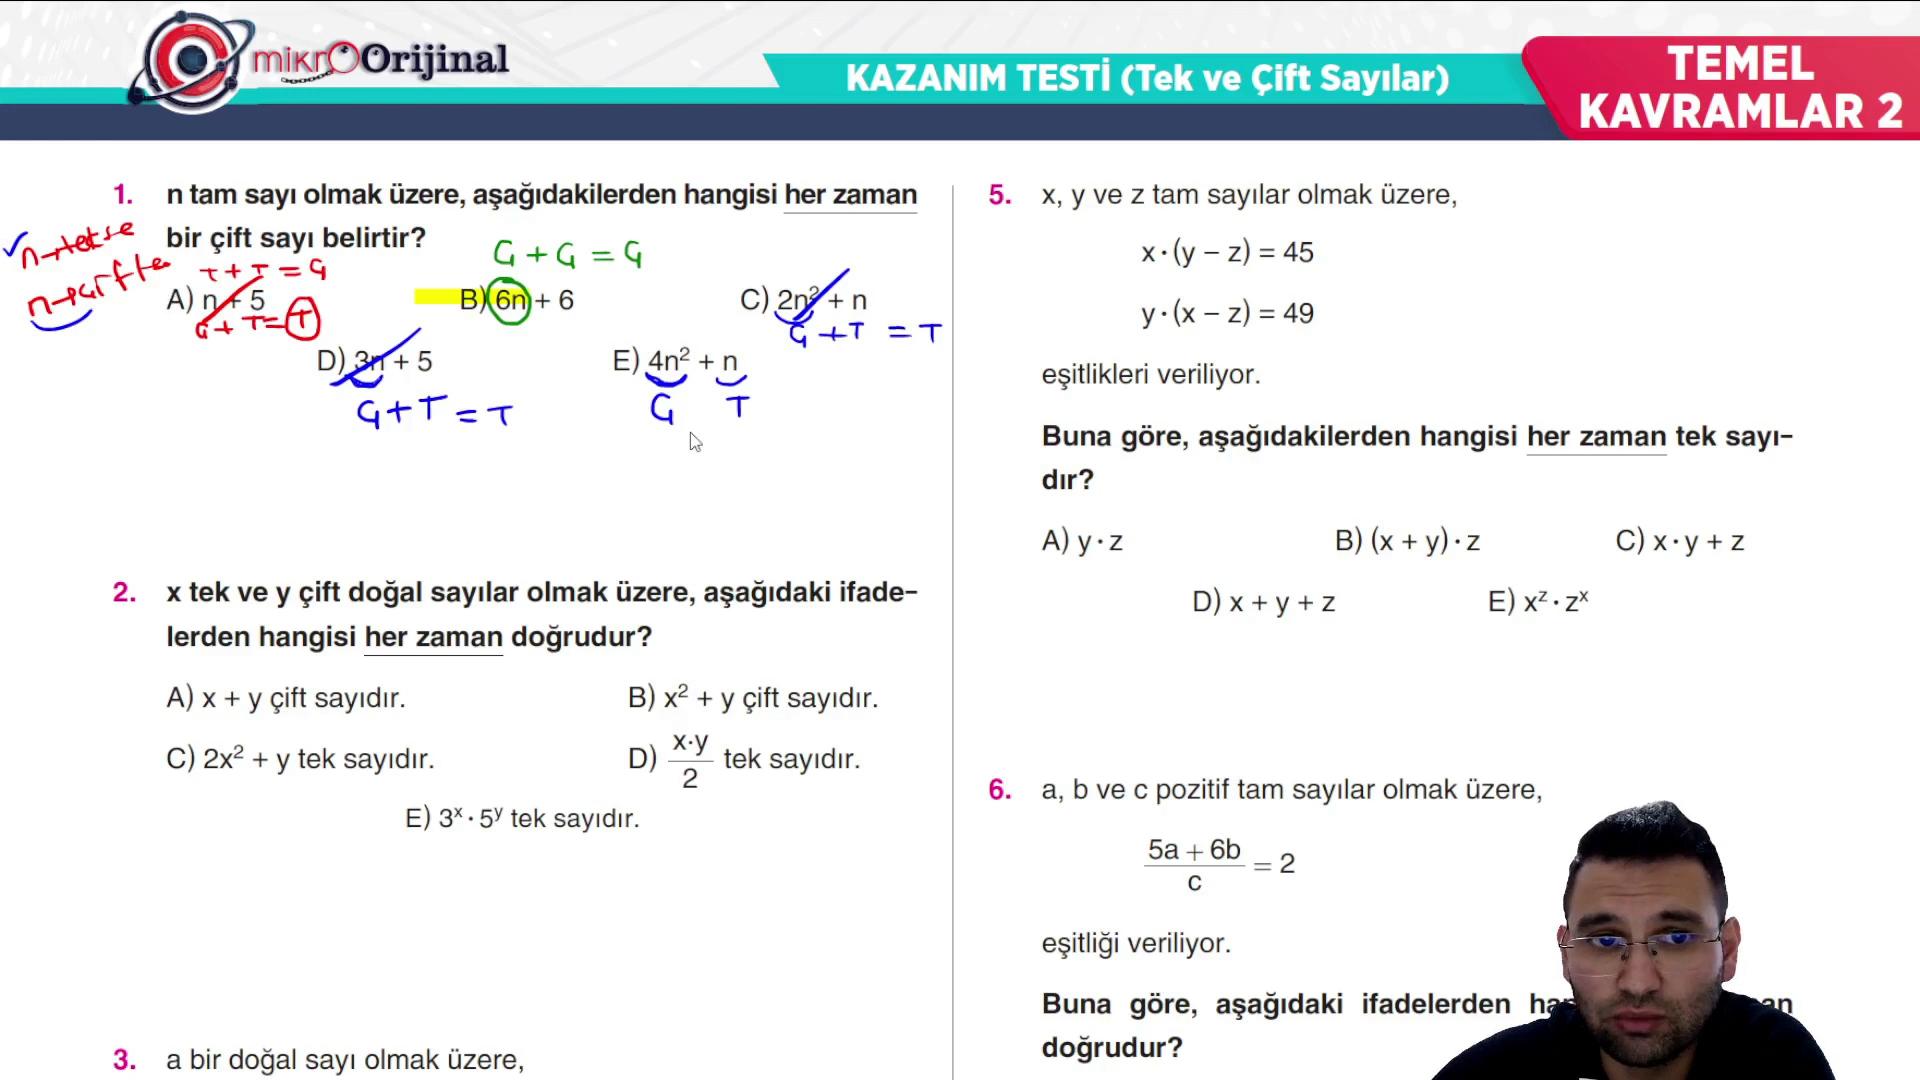 mikrOOrijinal
KAZANIM TESTİ (Tek ve Çift Sayılar)
TEMEL
KAVRAMLAR 2
1. n tam sayı olmak üzere, aşağıdakilerden hangisi her zaman
bir çift sayı belirtir?
n→tekse
n→çiftse
T + T = Ç
A) n + 5
Ç + T = T
Ç + Ç = Ç
B) 6n + 6
C) 2n² + n
Ç + T = T
D) 3n + 5
Ç + T = T
E) 4n² + n
Ç T
2. x tek ve y çift doğal sayılar olmak üzere, aşağıdaki ifade-
lerden hangisi her zaman doğrudur?
A) x + y çift sayıdır.
B) x² + y çift sayıdır.
C) 2x² + y tek sayıdır.
D) x·y/2 tek sayıdır.
E) 3ˣ · 5ʸ tek sayıdır.
3. a bir doğal sayı olmak üzere,
5. x, y ve z tam sayılar olmak üzere,
x · (y − z) = 45
y · (x − z) = 49
eşitlikleri veriliyor.
Buna göre, aşağıdakilerden hangisi her zaman tek sayı-
dır?
A) y · z
B) (x + y) · z
C) x · y + z
D) x + y + z
E) xᶻ · zˣ
6. a, b ve c pozitif tam sayılar olmak üzere,
5a + 6b/c = 2
eşitliği veriliyor.
Buna göre, aşağıdaki ifadelerden
doğrudur?